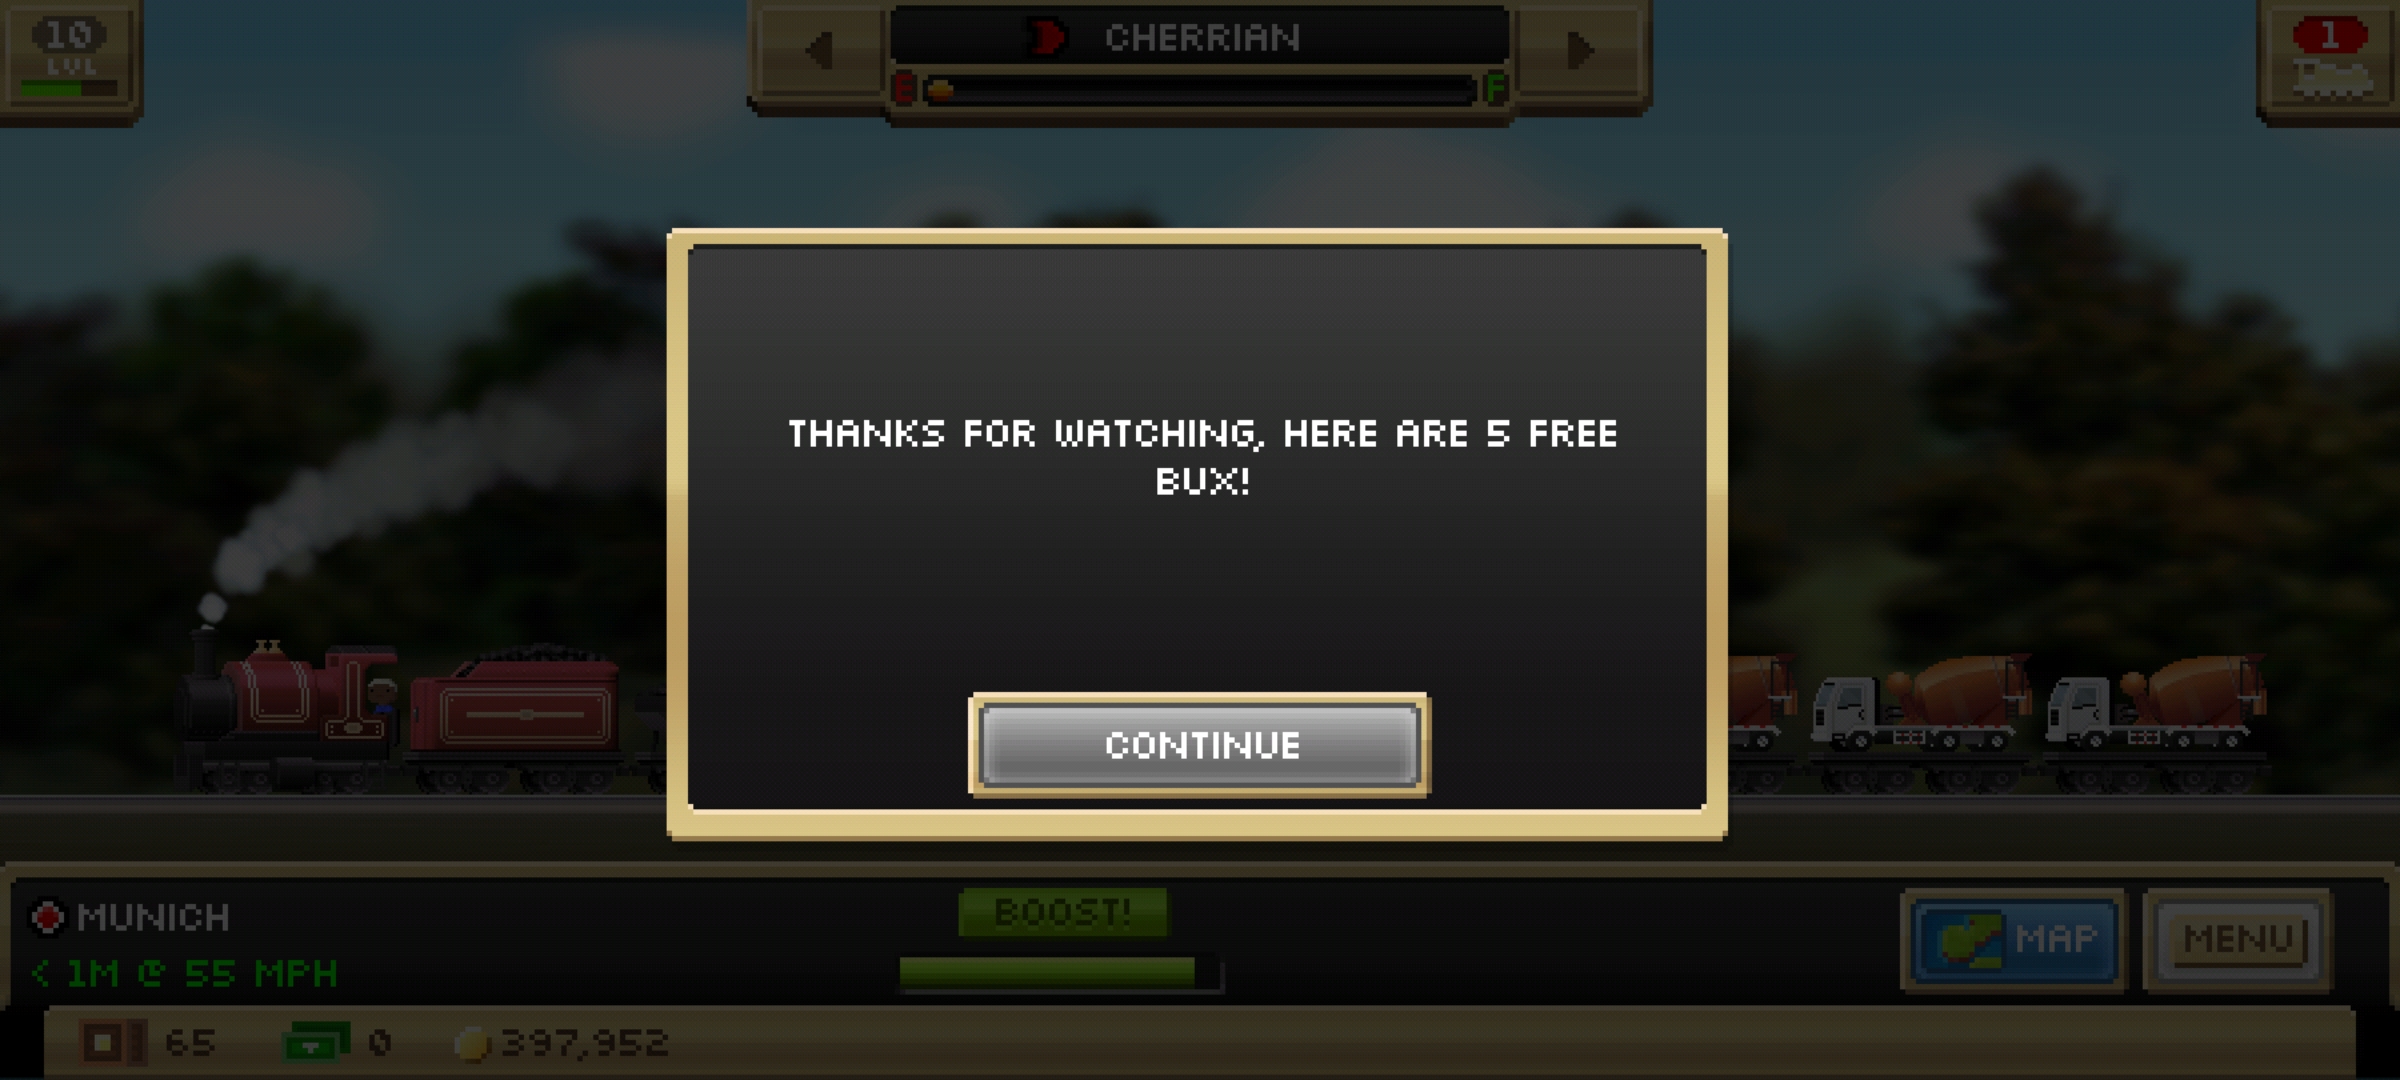 10
LVL
CHERRIAN
E F
1
THANKS FOR WATCHING, HERE ARE 5 FREE
BUX!
CONTINUE
MUNICH
< 1M @ 55 MPH
BOOST!
MAP
MENU
65
0
397,952